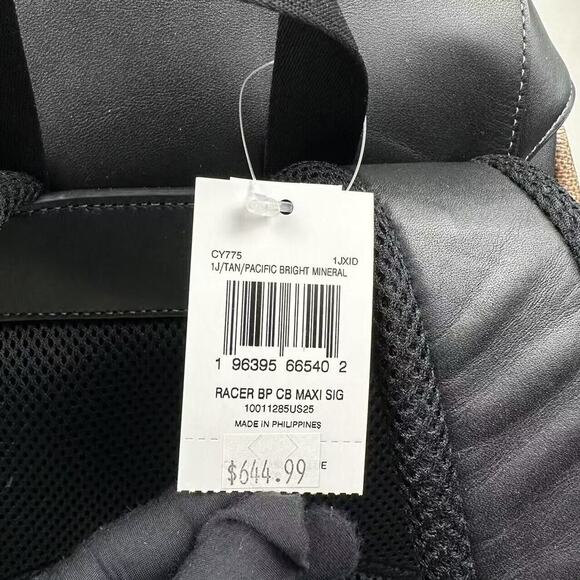 CY775 1JXID
1J/TAN/PACIFIC BRIGHT MINERAL
1 96395 66540 2
RACER BP CB MAXI SIG
10011285US25
MADE IN PHILIPPINES
$644.99